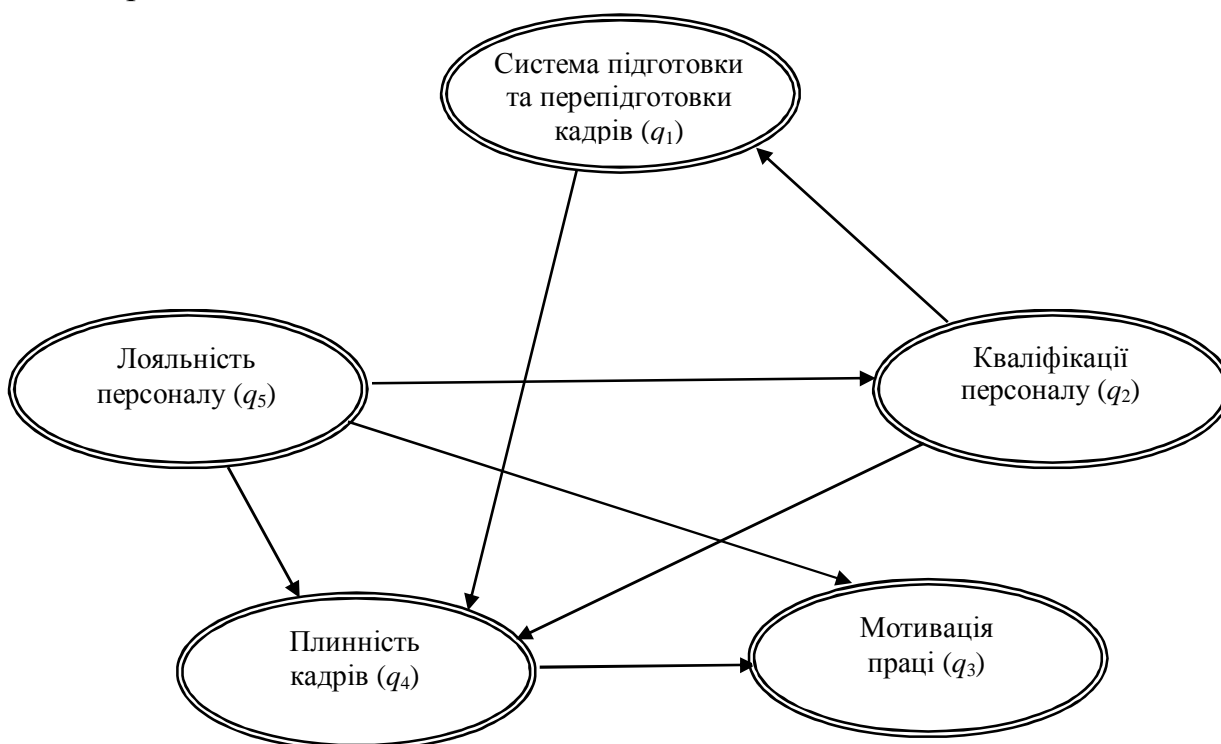 Система підготовки
та перепідготовки
кадрів (q1)
Лояльність
персоналу (q5)
Кваліфікації
персоналу (q2)
Плинність
кадрів (q4)
Мотивація
праці (q3)